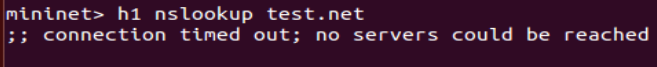 mininet> h1 nslookup test.net
;; connection timed out; no servers could be reached